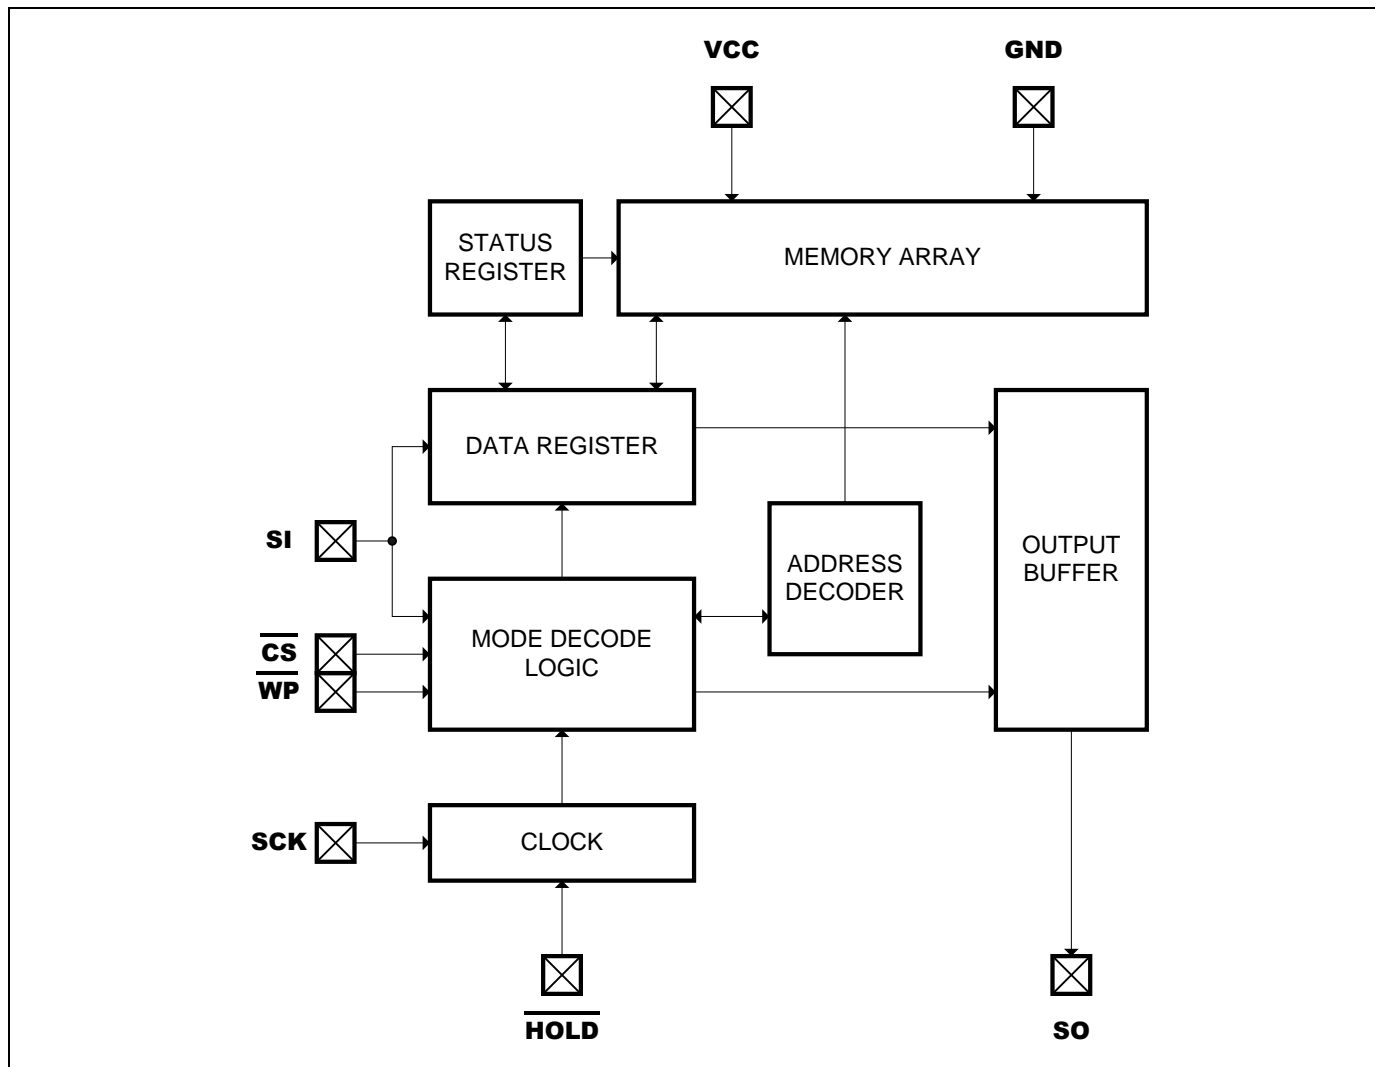 VCC
GND
STATUS
REGISTER
MEMORY ARRAY
DATA REGISTER
SI
ADDRESS
DECODER
OUTPUT
BUFFER
CS
WP
MODE DECODE
LOGIC
SCK
CLOCK
HOLD
SO